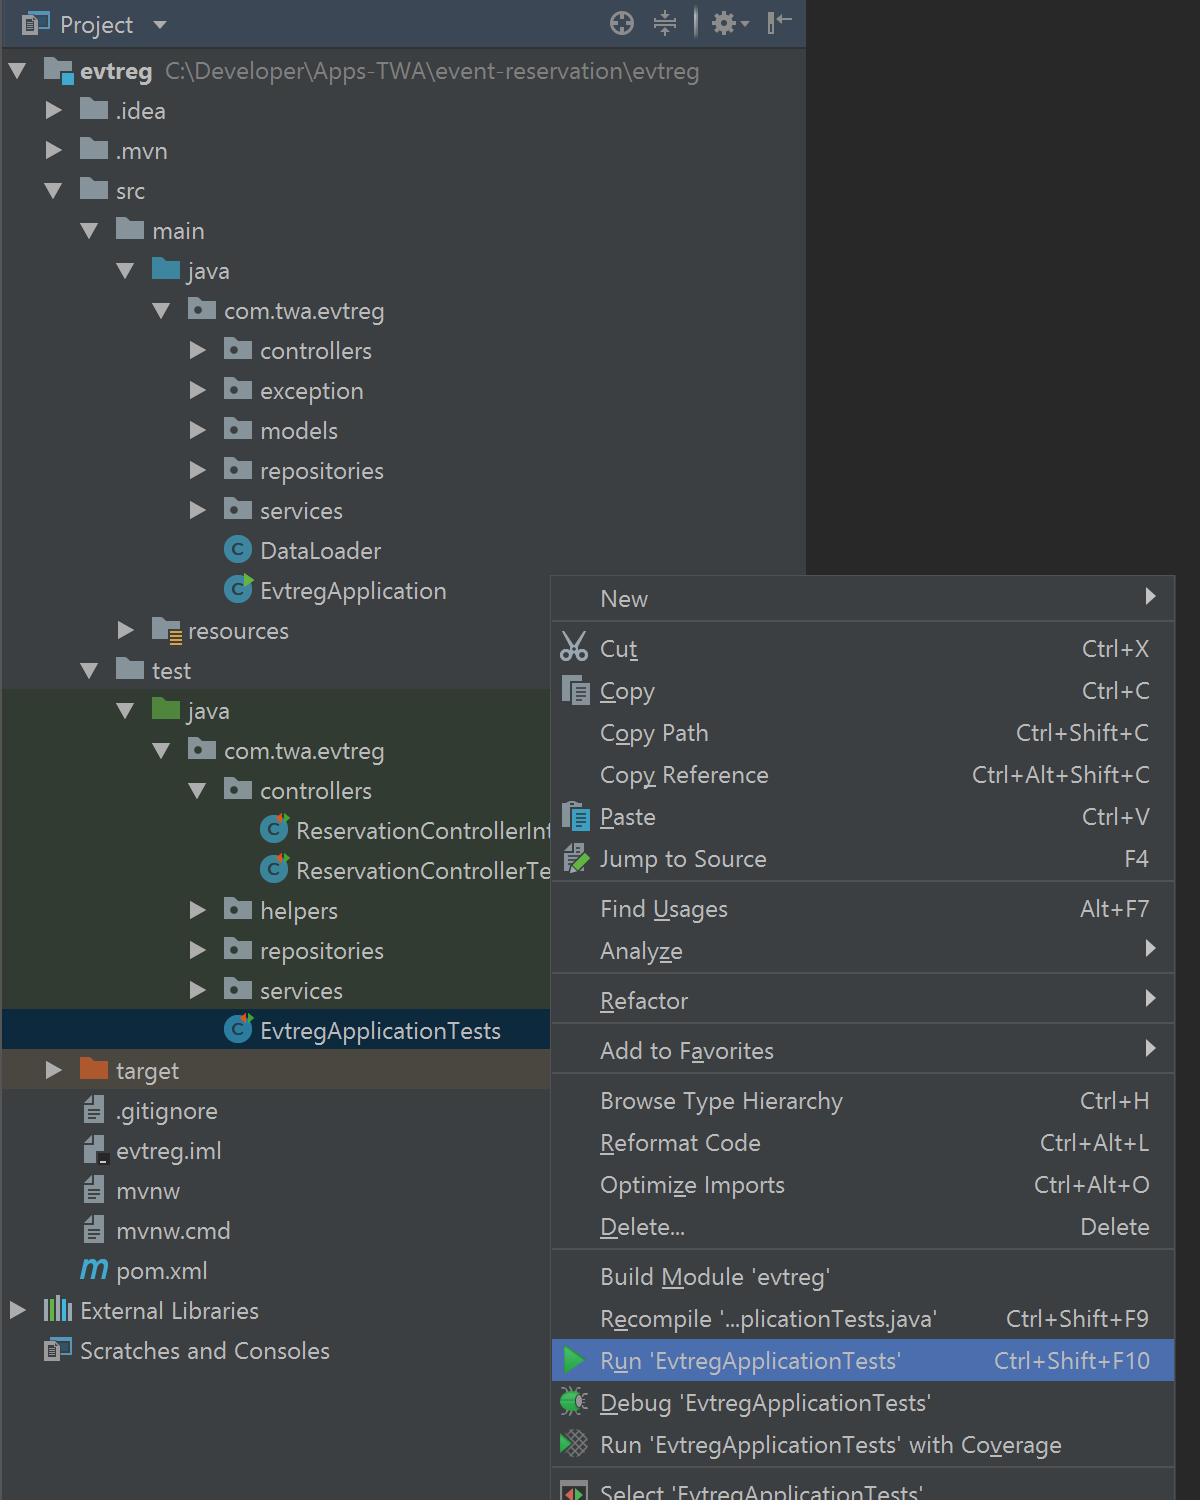 Project
evtreg C:\Developer\Apps-TWA\event-reservation\evtreg
.idea
.mvn
src
main
java
com.twa.evtreg
controllers
exception
models
repositories
services
DataLoader
EvtregApplication
resources
test
java
com.twa.evtreg
controllers
ReservationControllerInt
ReservationControllerTe
helpers
repositories
services
EvtregApplicationTests
target
.gitignore
evtreg.iml
mvnw
mvnw.cmd
m pom.xml
External Libraries
Scratches and Consoles
New
Cut Ctrl+X
Copy Ctrl+C
Copy Path Ctrl+Shift+C
Copy Reference Ctrl+Alt+Shift+C
Paste Ctrl+V
Jump to Source F4
Find Usages Alt+F7
Analyze
Refactor
Add to Favorites
Browse Type Hierarchy Ctrl+H
Reformat Code Ctrl+Alt+L
Optimize Imports Ctrl+Alt+O
Delete... Delete
Build Module 'evtreg'
Recompile '...plicationTests.java' Ctrl+Shift+F9
Run 'EvtregApplicationTests' Ctrl+Shift+F10
Debug 'EvtregApplicationTests'
Run 'EvtregApplicationTests' with Coverage
Select 'EvtregApplicationTests'